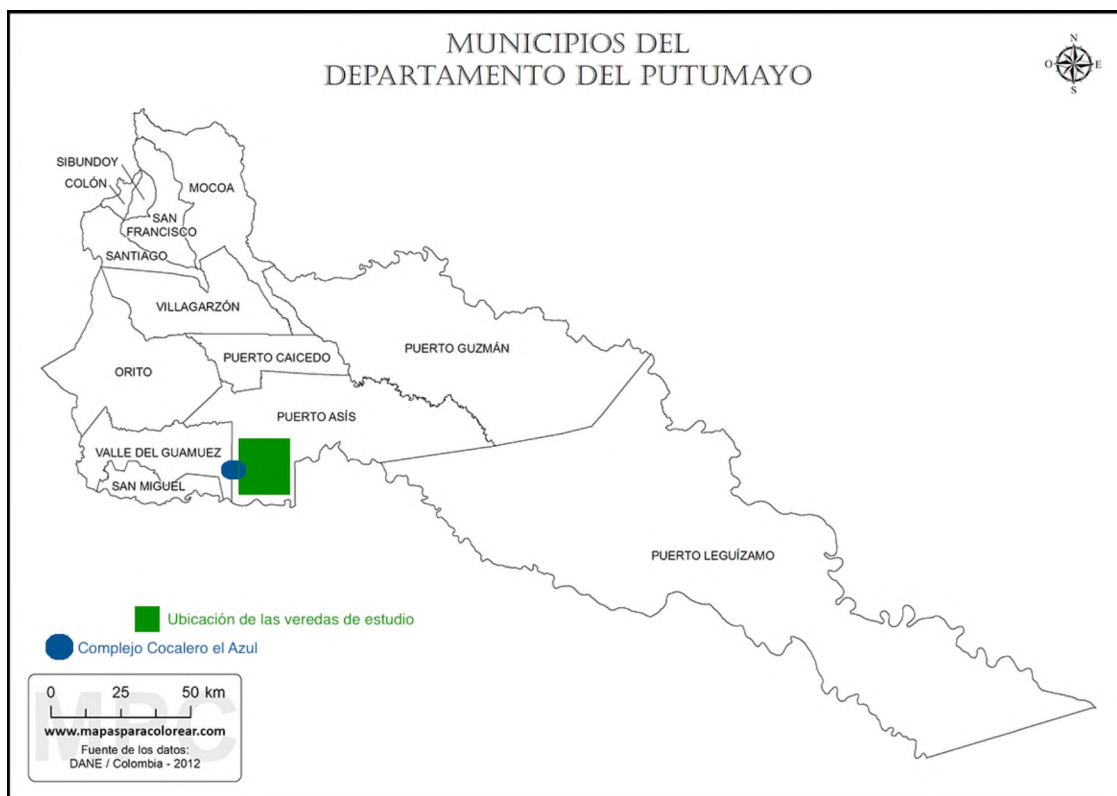 MUNICIPIOS DEL
DEPARTAMENTO DEL PUTUMAYO
N
O
E
S
SIBUNDOY
COLÓN
MOCOA
SAN
FRANCISCO
SANTIAGO
VILLAGARZÓN
PUERTO CAICEDO
PUERTO GUZMÁN
ORITO
PUERTO ASÍS
VALLE DEL GUAMUEZ
SAN MIGUEL
PUERTO LEGUÍZAMO
Ubicación de las veredas de estudio
Complejo Cocalero el Azul
0 25 50 km
MPC
www.mapasparacolorear.com
Fuente de los datos:
DANE / Colombia - 2012